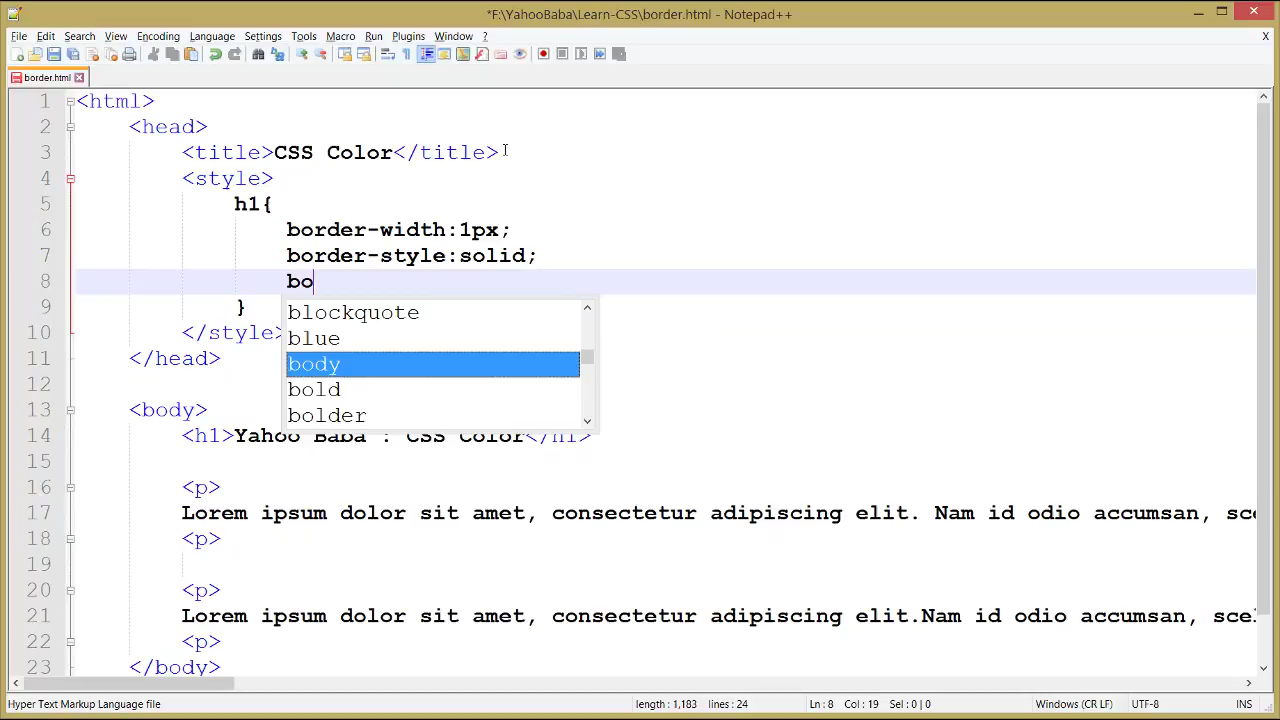 *F:\YahooBaba\Learn-CSS\border.html - Notepad++
File Edit Search View Encoding Language Settings Tools Macro Run Plugins Window ? X
border.html
1 <html>
2 <head>
3 <title>CSS Color</title>
4 <style>
5 h1{
6 border-width:1px;
7 border-style:solid;
8 bo
9 }
blockquote
10 </style>
blue
11 </head>
body
12
bold
13 <body>
bolder
14 <h1>Yahoo Baba : CSS Color</h1>
15
16 <p>
17 Lorem ipsum dolor sit amet, consectetur adipiscing elit. Nam id odio accumsan, sce
18 <p>
19
20 <p>
21 Lorem ipsum dolor sit amet, consectetur adipiscing elit.Nam id odio accumsan, scel
22 <p>
23 </body>
Hyper Text Markup Language file length : 1,183 lines : 24 Ln : 8 Col : 19 Sel : 0 | 0 Windows (CR LF) UTF-8 INS